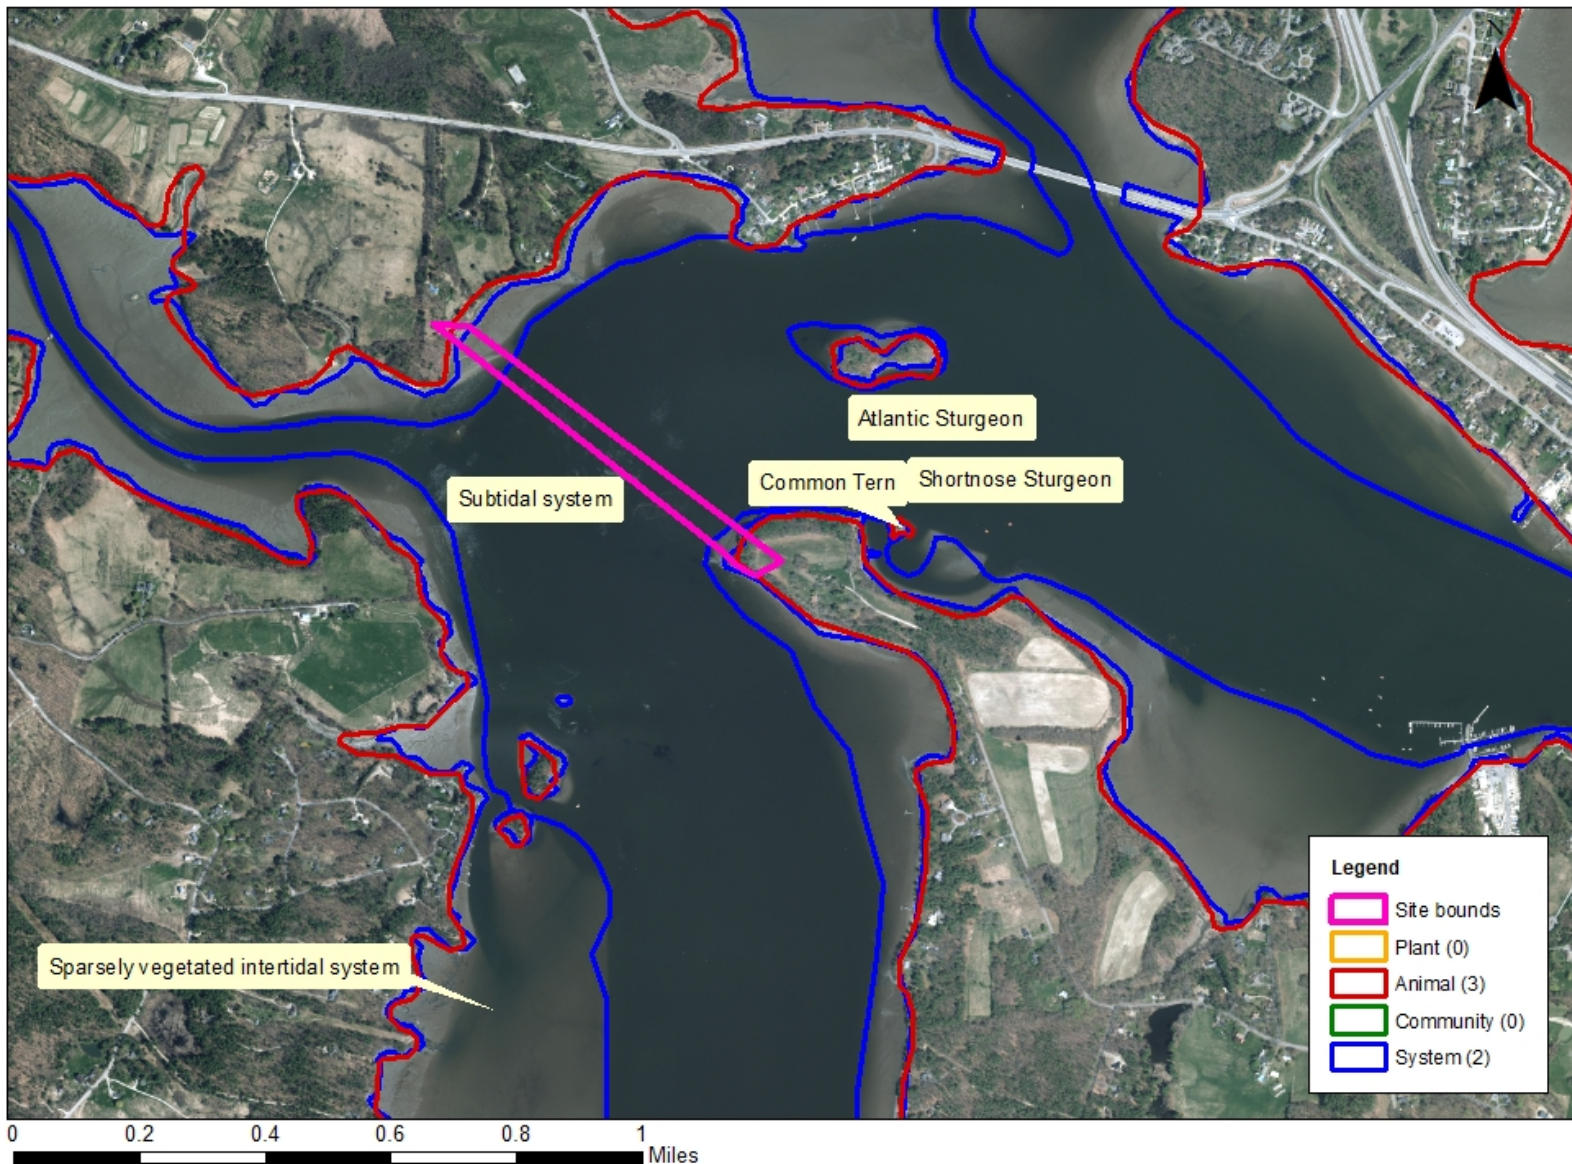 N
Atlantic Sturgeon
Common Tern
Shortnose Sturgeon
Subtidal system
Sparsely vegetated intertidal system
Legend
Site bounds
Plant (0)
Animal (3)
Community (0)
System (2)
0 0.2 0.4 0.6 0.8 1
Miles